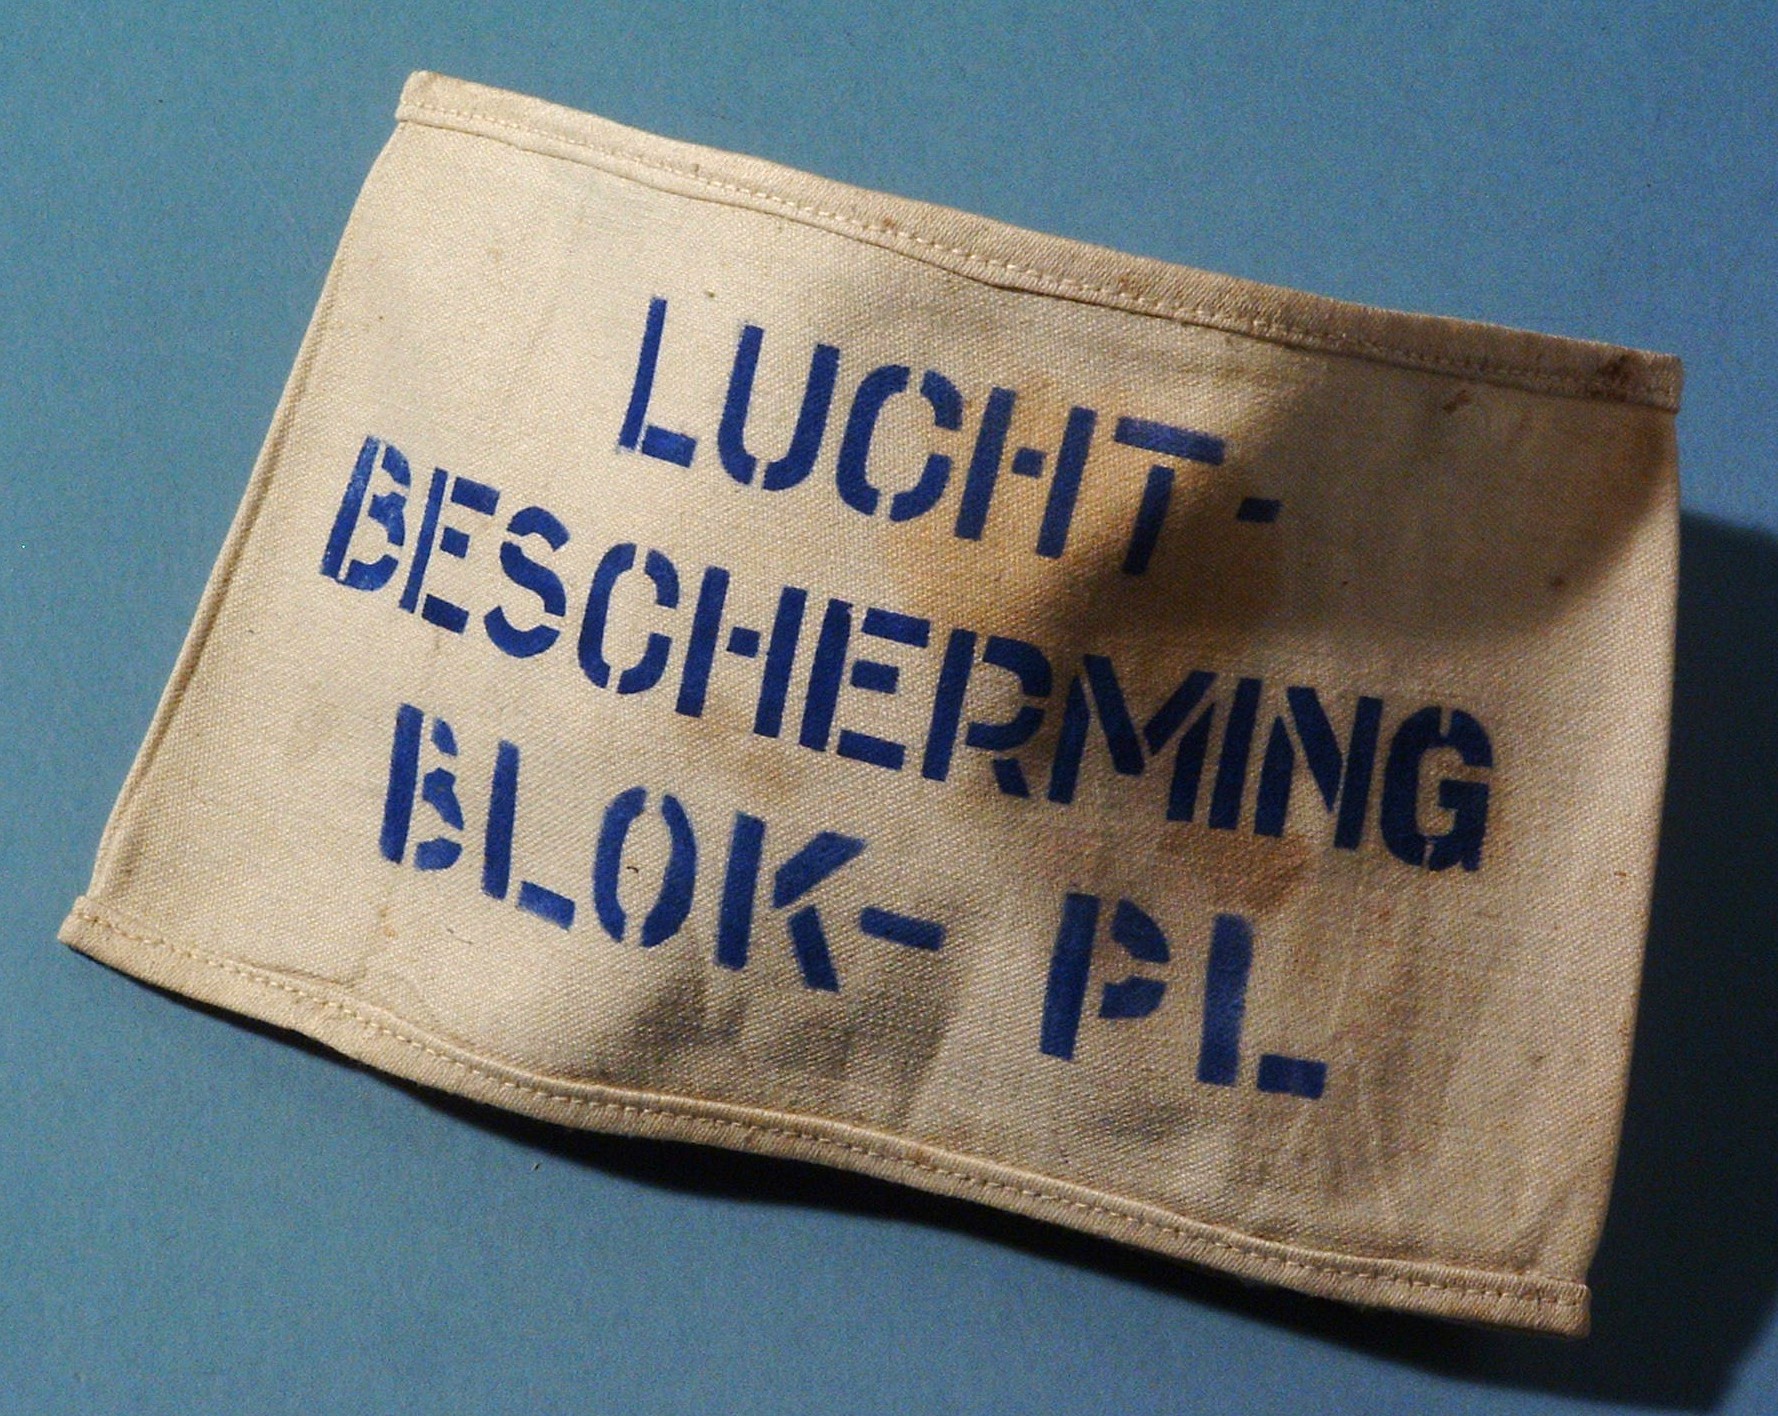 LUCHT-
BESCHERMING
BLOK- PL